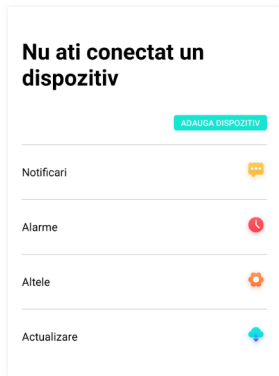 Nu ati conectat un
dispozitiv
ADAUGA DISPOZITIV
Notificari
Alarme
Altele
Actualizare